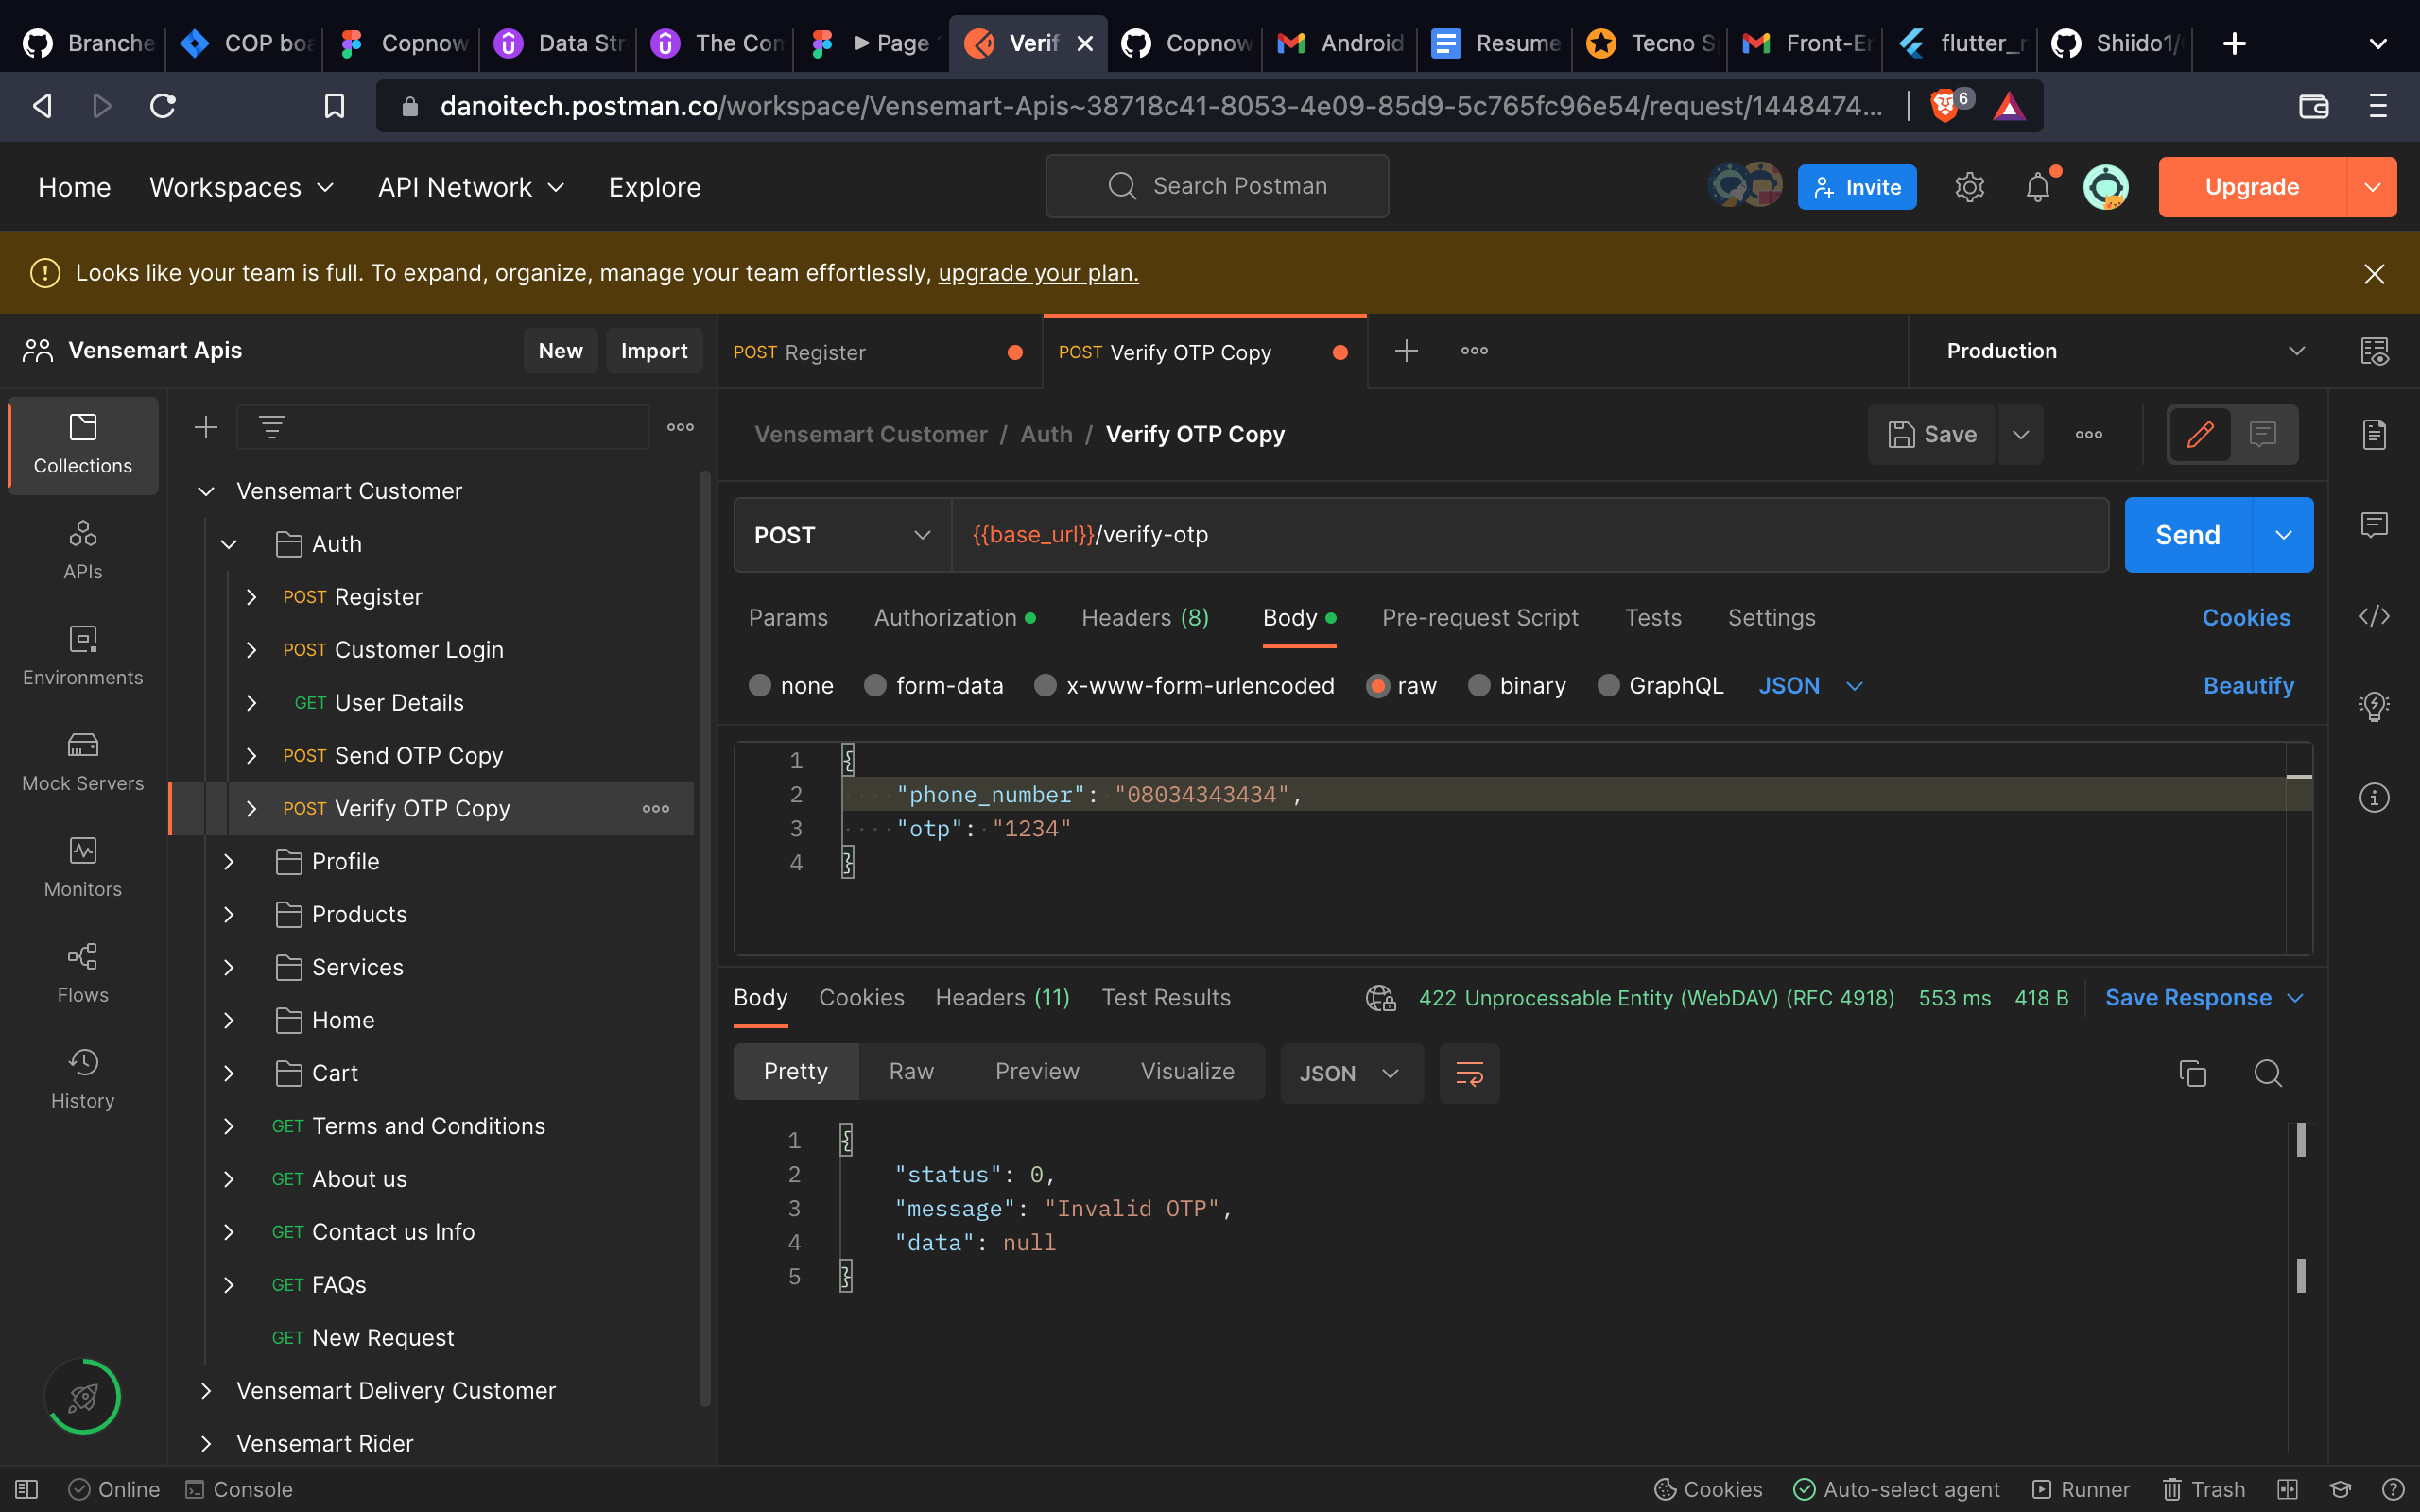 Branche
COP boa
Copnow
Data Str
The Con
Page 1
Verif
Copnow
Android
Resume
Tecno S
Front-En
flutter_r
Shiido1/
danoitech.postman.co/workspace/Vensemart-Apis~38718c41-8053-4e09-85d9-5c765fc96e54/request/1448474...
6
Home
Workspaces
API Network
Explore
Search Postman
Invite
Upgrade
Looks like your team is full. To expand, organize, manage your team effortlessly, upgrade your plan.
Vensemart Apis
New
Import
POST Register
POST Verify OTP Copy
Production
Collections
APIs
Environments
Mock Servers
Monitors
Flows
History
Vensemart Customer
Auth
POST Register
POST Customer Login
GET User Details
POST Send OTP Copy
POST Verify OTP Copy
Profile
Products
Services
Home
Cart
GET Terms and Conditions
GET About us
GET Contact us Info
GET FAQs
GET New Request
Vensemart Delivery Customer
Vensemart Rider
Vensemart Customer / Auth / Verify OTP Copy
Save
POST
{{base_url}}/verify-otp
Send
Params
Authorization
Headers (8)
Body
Pre-request Script
Tests
Settings
Cookies
none
form-data
x-www-form-urlencoded
raw
binary
GraphQL
JSON
Beautify
1 {
2 "phone_number": "08034343434",
3 "otp": "1234"
4 }
Body
Cookies
Headers (11)
Test Results
422 Unprocessable Entity (WebDAV) (RFC 4918)
553 ms
418 B
Save Response
Pretty
Raw
Preview
Visualize
JSON
1 {
2 "status": 0,
3 "message": "Invalid OTP",
4 "data": null
5 }
Online
Console
Cookies
Auto-select agent
Runner
Trash